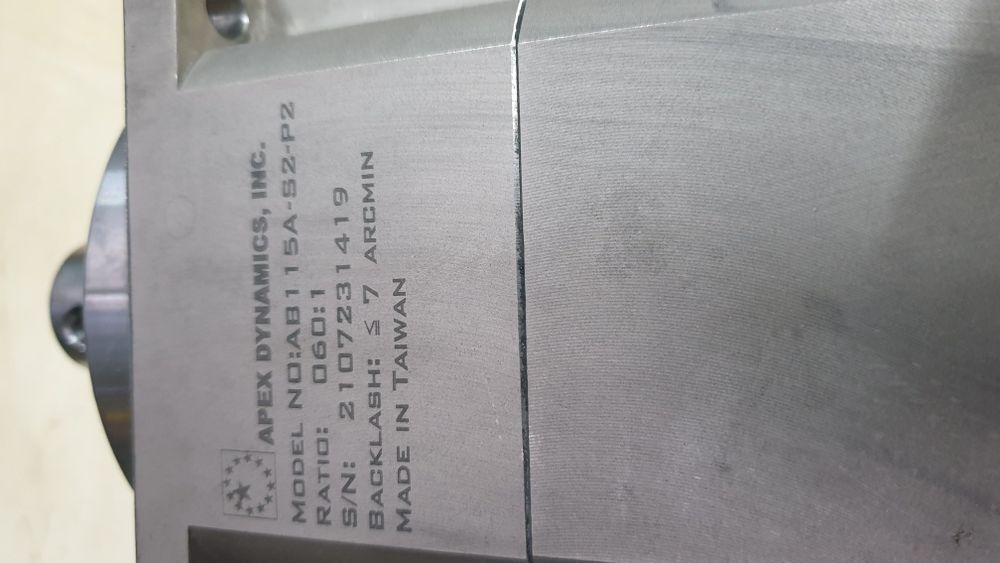 APEX DYNAMICS, INC.
MODEL NO:AB115A-S2-P2
RATIO: 060:1
S/N: 2107231419
BACKLASH: ≦ 7 ARCMIN
MADE IN TAIWAN